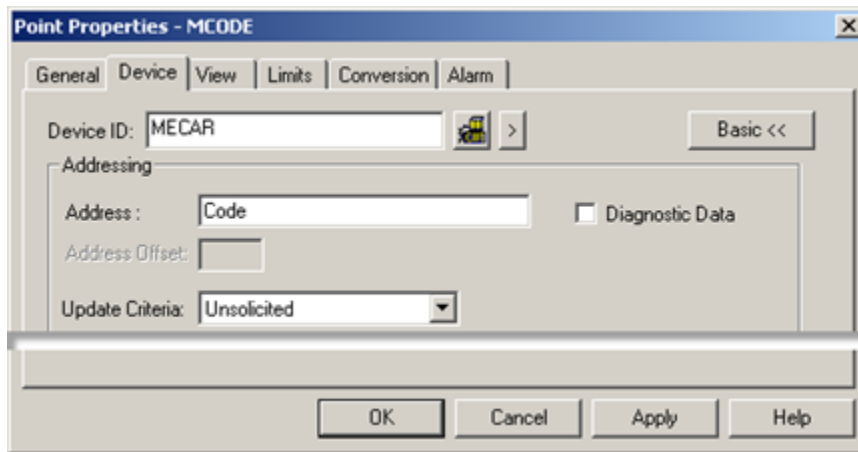 Point Properties - MCODE
General Device View Limits Conversion Alarm
Device ID: MECAR > Basic <<
Addressing
Address : Code Diagnostic Data
Address Offset:
Update Criteria: Unsolicited
OK Cancel Apply Help